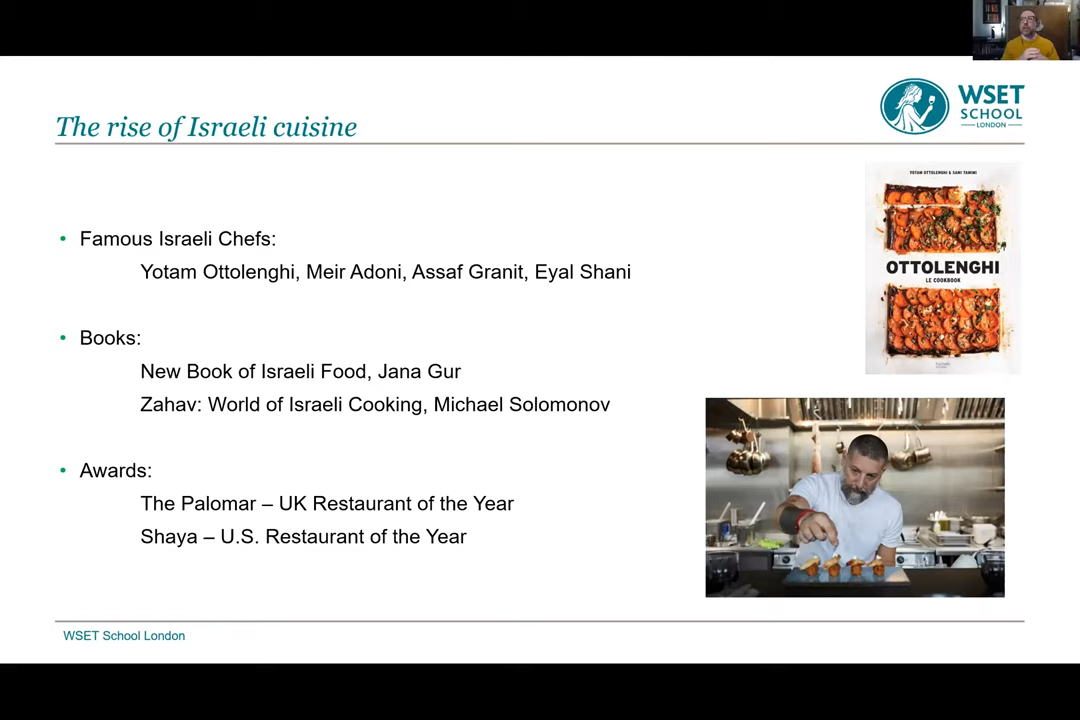 The rise of Israeli cuisine
WSET
SCHOOL
LONDON
• Famous Israeli Chefs:
Yotam Ottolenghi, Meir Adoni, Assaf Granit, Eyal Shani
• Books:
New Book of Israeli Food, Jana Gur
Zahav: World of Israeli Cooking, Michael Solomonov
• Awards:
The Palomar – UK Restaurant of the Year
Shaya – U.S. Restaurant of the Year
YOTAM OTTOLENGHI & SAMI TAMIMI
OTTOLENGHI
LE COOKBOOK
WSET School London